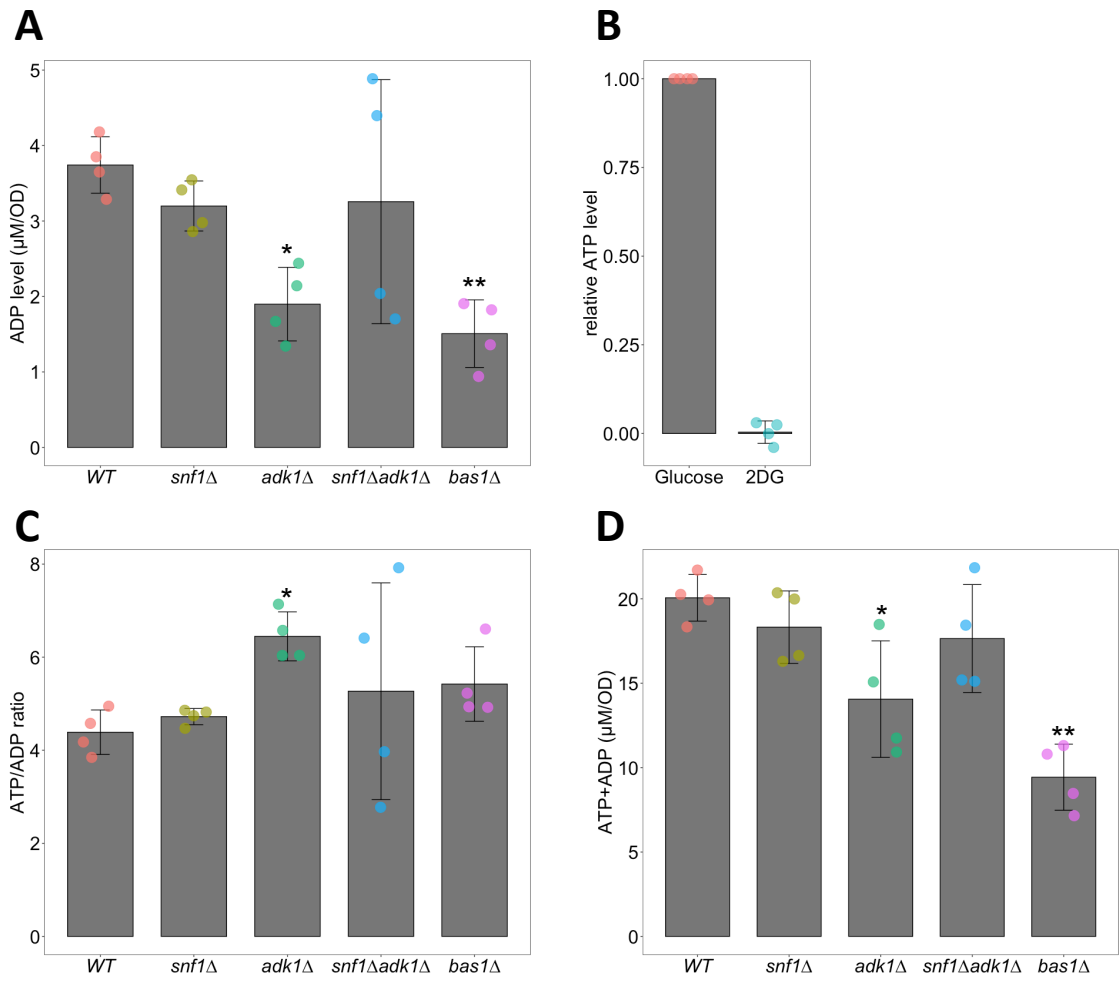 A
ADP level (µM/OD)
5
4
3
2
1
0
*
**
WT snf1Δ adk1Δ snf1Δadk1Δ bas1Δ
B
relative ATP level
1.00
0.75
0.50
0.25
0.00
Glucose 2DG
C
ATP/ADP ratio
8
6
4
2
0
*
WT snf1Δ adk1Δ snf1Δadk1Δ bas1Δ
D
ATP+ADP (µM/OD)
20
15
10
5
0
*
**
WT snf1Δ adk1Δ snf1Δadk1Δ bas1Δ